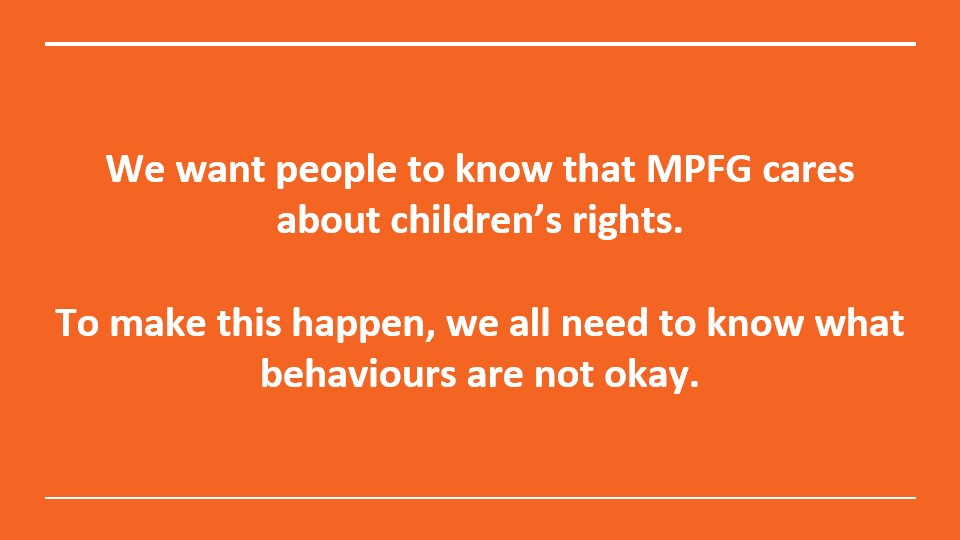 We want people to know that MPFG cares
about children’s rights.
To make this happen, we all need to know what
behaviours are not okay.